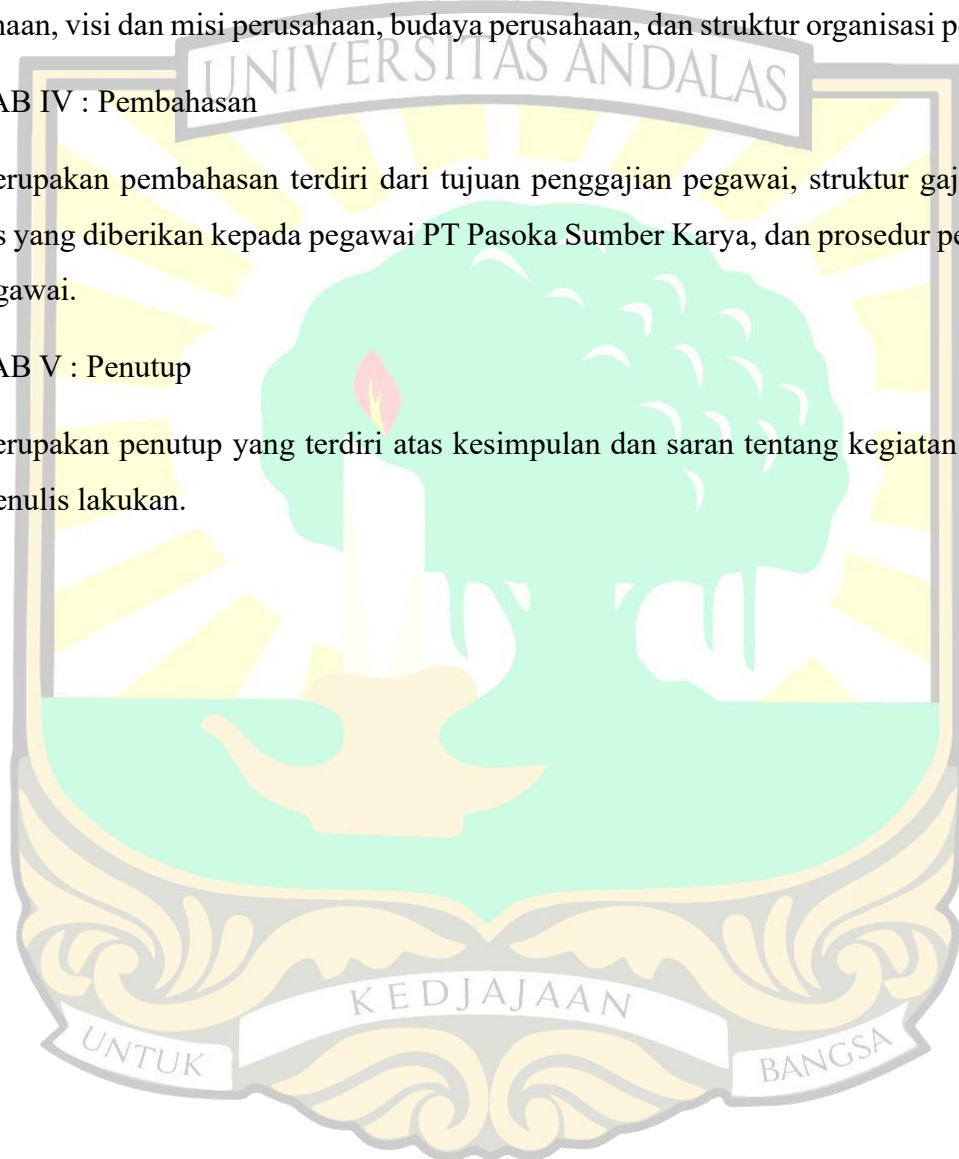 naan, visi dan misi perusahaan, budaya perusahaan, dan struktur organisasi pe
UNIVERSITAS ANDALAS
AB IV : Pembahasan
erupakan pembahasan terdiri dari tujuan penggajian pegawai, struktur gaj
s yang diberikan kepada pegawai PT Pasoka Sumber Karya, dan prosedur pe
gawai.
AB V : Penutup
erupakan penutup yang terdiri atas kesimpulan dan saran tentang kegiatan
enulis lakukan.
KEDJAJAAN
UNTUK
BANGSA